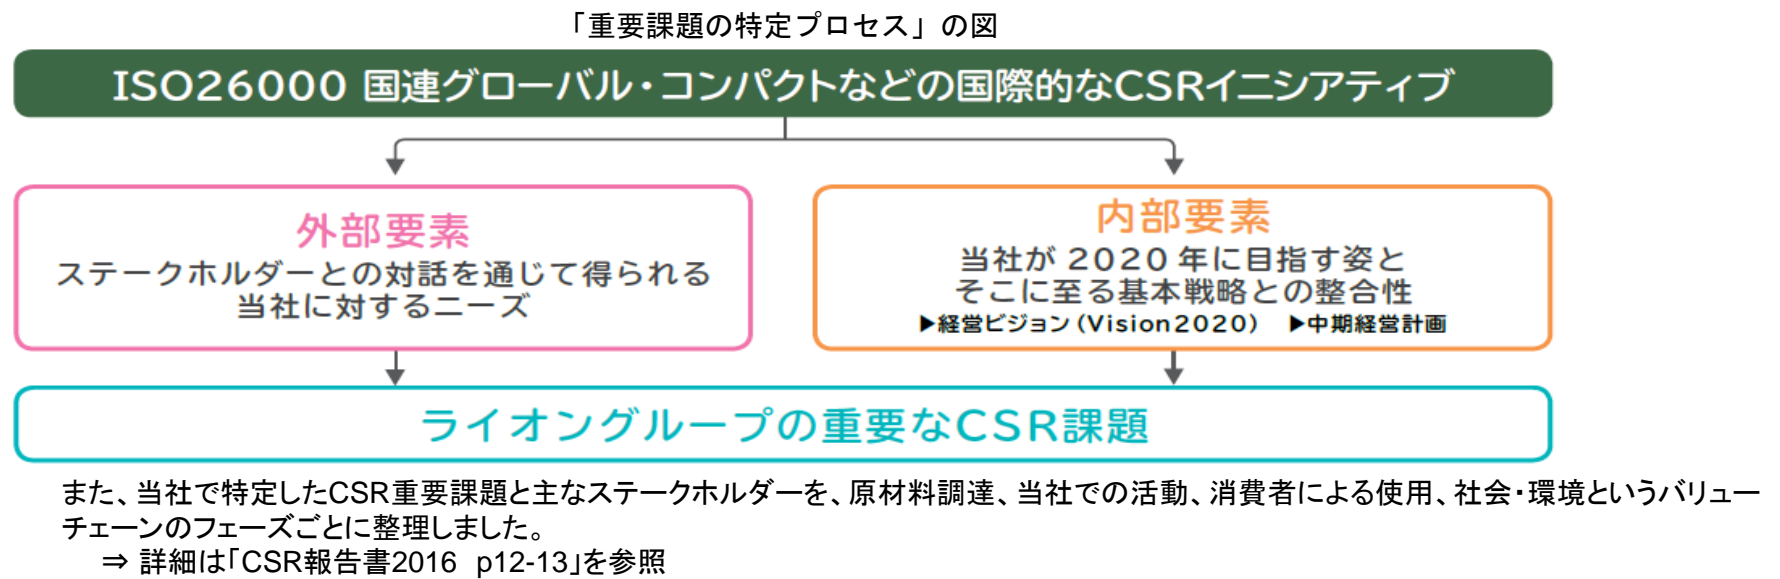 「重要課題の特定プロセス」の図
ISO26000 国連グローバル・コンパクトなどの国際的なCSRイニシアティブ
外部要素
ステークホルダーとの対話を通じて得られる
当社に対するニーズ
内部要素
当社が 2020 年に目指す姿と
そこに至る基本戦略との整合性
▶経営ビジョン(Vision2020) ▶中期経営計画
ライオングループの重要なCSR課題
また、当社で特定したCSR重要課題と主なステークホルダーを、原材料調達、当社での活動、消費者による使用、社会・環境というバリュー
チェーンのフェーズごとに整理しました。
⇒ 詳細は「CSR報告書2016 p12-13」を参照